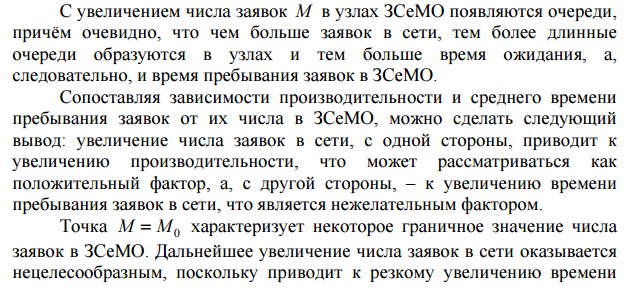 С увеличением числа заявок M в узлах ЗСеМО появляются очереди,
причём очевидно, что чем больше заявок в сети, тем более длинные
очереди образуются в узлах и тем больше время ожидания, а,
следовательно, и время пребывания заявок в ЗСеМО.
Сопоставляя зависимости производительности и среднего времени
пребывания заявок от их числа в ЗСеМО, можно сделать следующий
вывод: увеличение числа заявок в сети, с одной стороны, приводит к
увеличению производительности, что может рассматриваться как
положительный фактор, а, с другой стороны, – к увеличению времени
пребывания заявок в сети, что является нежелательным фактором.
Точка M = M₀ характеризует некоторое граничное значение числа
заявок в ЗСеМО. Дальнейшее увеличение числа заявок в сети оказывается
нецелесообразным, поскольку приводит к резкому увеличению времени